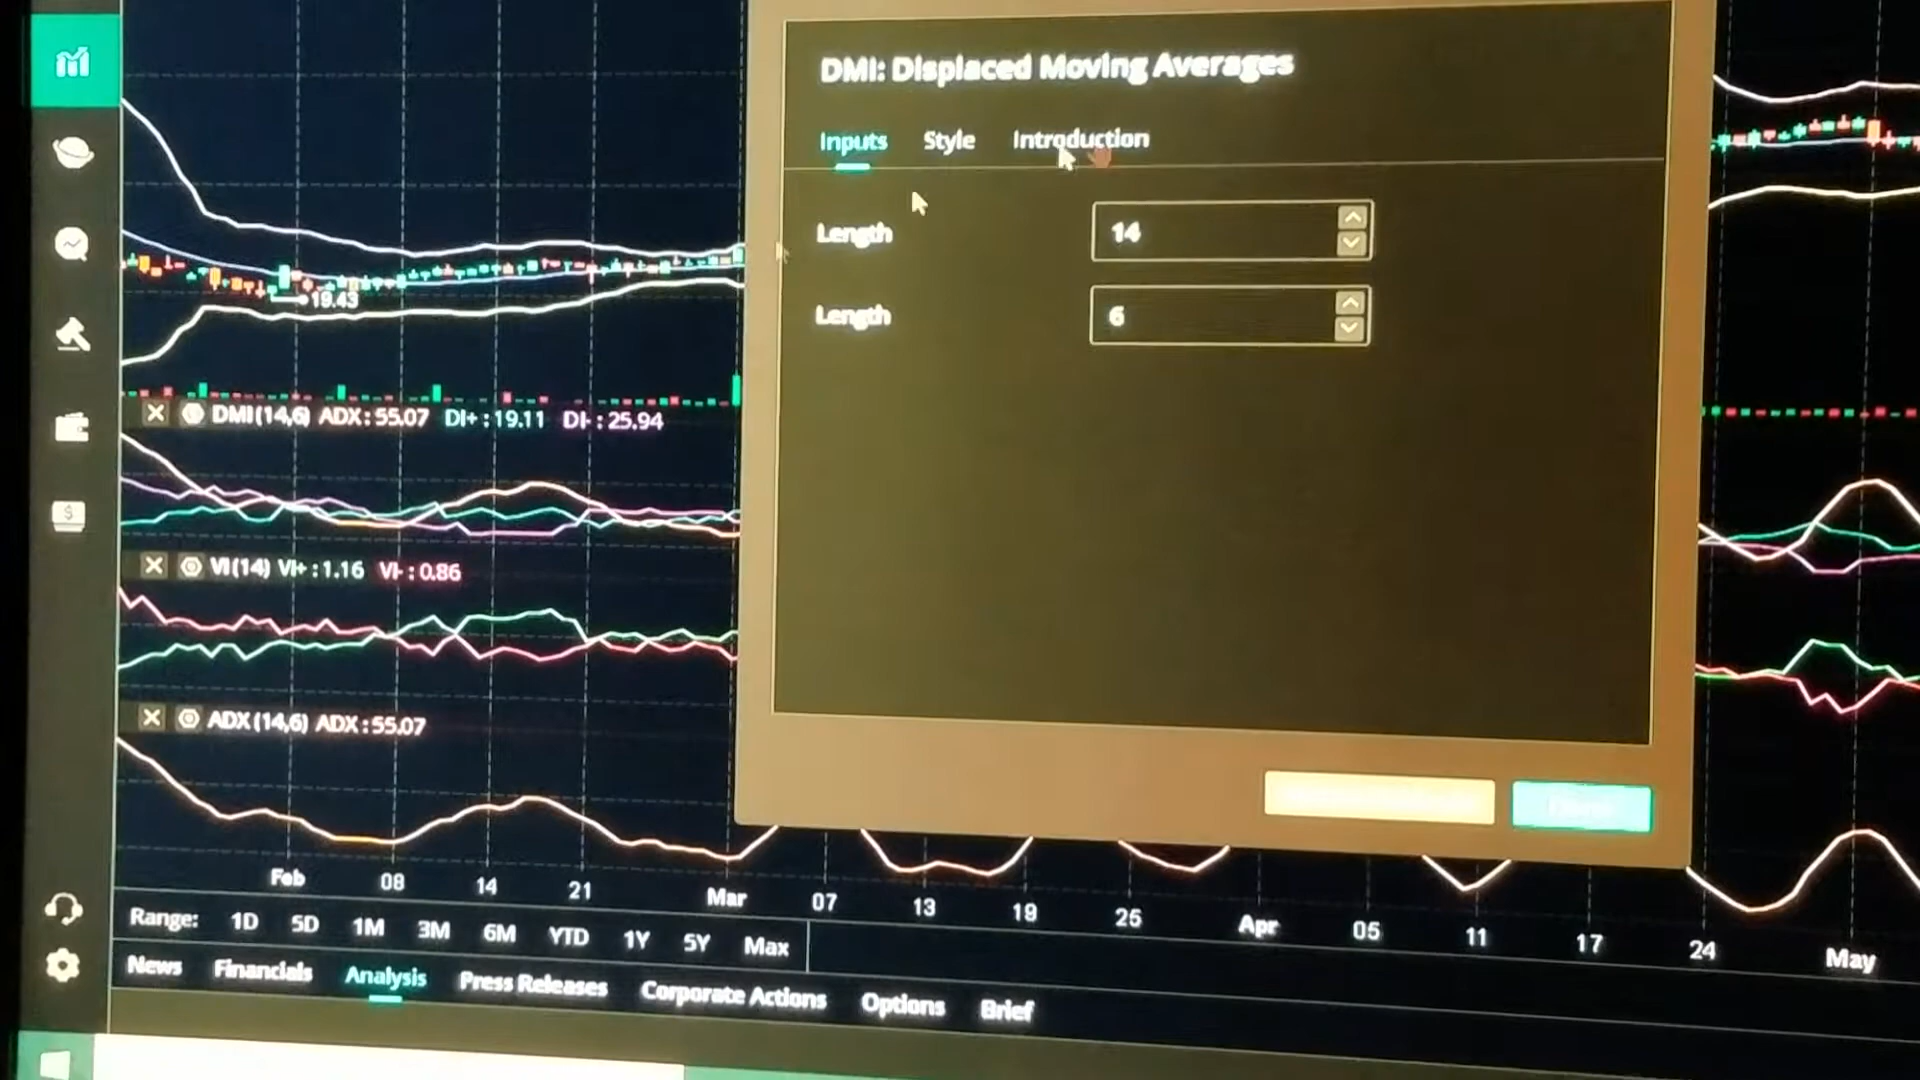 DMI: Displaced Moving Averages
Inputs Style Introduction
Length 14
Length 6
19.43
DMI(14,6) ADX:55.07 DI+:19.11 DI-:25.94
VI(14) VI+:1.16 VI-:0.86
ADX(14,6) ADX:55.07
Feb 08 14 21 Mar 07 13 19 25 Apr 05 11 17 24 May
Range: 1D 5D 1M 3M 6M YTD 1Y 5Y Max
News Financials Analysis Press Releases Corporate Actions Options Brief